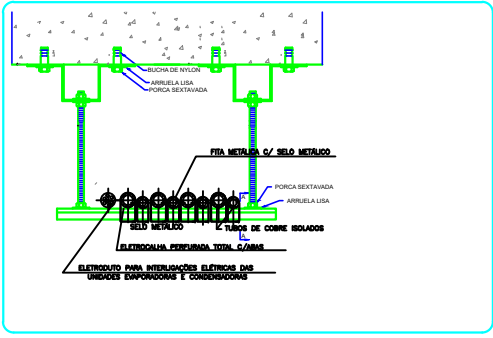 BUCHA DE NYLON
ARRUELA LISA
PORCA SEXTAVADA
FITA METÁLICA C/ SELO METÁLICO
PORCA SEXTAVADA
A
ARRUELA LISA
SELO METÁLICO
TUBOS DE COBRE ISOLADOS
A
ELETROCALHA PERFURADA TOTAL C/ABAS
ELETRODUTO PARA INTERLIGAÇÕES ELÉTRICAS DAS
UNIDADES EVAPORADORAS E CONDENSADORAS